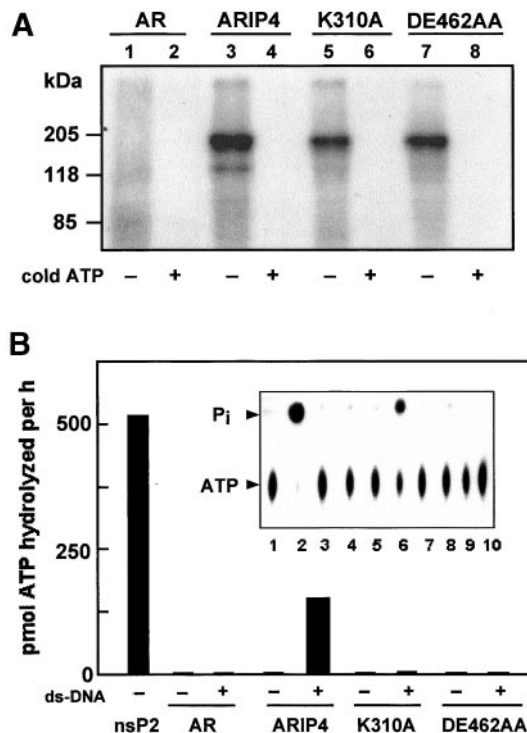 A
AR ARIP4 K310A DE462AA
1 2 3 4 5 6 7 8
kDa
205
118
85
cold ATP – + – + – + – +
B
pmol ATP hydrolyzed per h
500
250
0
Pi
ATP
1 2 3 4 5 6 7 8 9 10
ds-DNA – – + – + – + – +
nsP2 AR ARIP4 K310A DE462AA